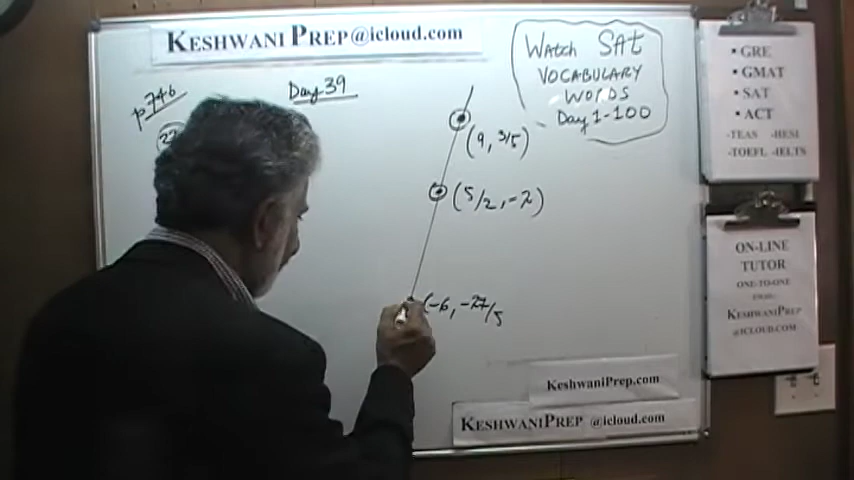 KESHWANI PREP@icloud.com
p 746
Day 39
22
WATCH SAT
VOCABULARY
WORDS
Day 1-100
(9, 3/5)
(5/2, -2)
(-6, -27/5
• GRE
• GMAT
• SAT
• ACT
-TEAS -HESI
-TOEFL -IELTS
ON-LINE
TUTOR
ONE-TO-ONE
KESHWANIPREP
@ICLOUD.COM
KESHWANIPREP.COM
KESHWANIPREP @icloud.com